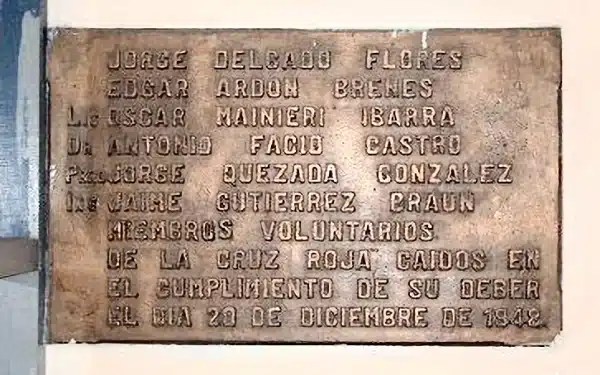 JORGE DELGADO FLORES
EDGAR ARDON BRENES
Lic OSCAR MAINIERI IBARRA
Dr ANTONIO FACIO CASTRO
JORGE QUEZADA GONZALEZ
Ing JAIME GUTIERREZ BRAUN
MIEMBROS VOLUNTARIOS
DE LA CRUZ ROJA CAIDOS EN
EL CUMPLIMIENTO DE SU DEBER
EL DIA 20 DE DICIEMBRE DE 1948